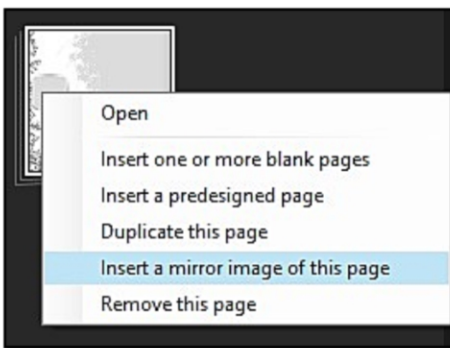 Open
Insert one or more blank pages
Insert a predesigned page
Duplicate this page
Insert a mirror image of this page
Remove this page